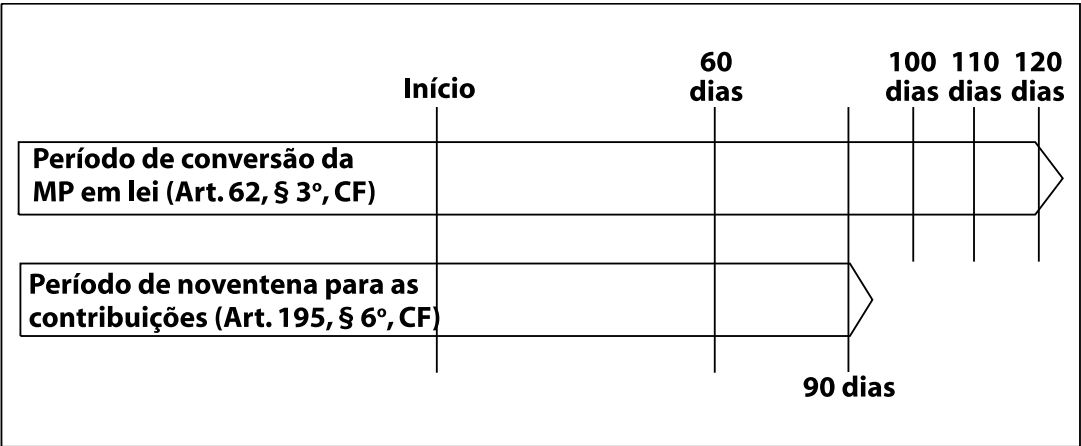 Início
60
dias
100 110 120
dias dias dias
Período de conversão da
MP em lei (Art. 62, § 3º, CF)
Período de noventena para as
contribuições (Art. 195, § 6º, CF)
90 dias